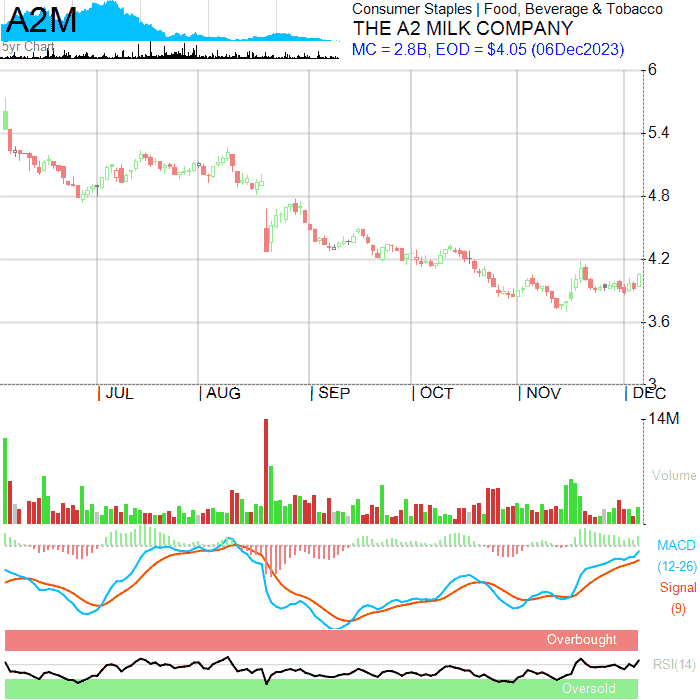 A2M
5yr Chart
Consumer Staples | Food, Beverage & Tobacco
THE A2 MILK COMPANY
MC = 2.8B, EOD = $4.05 (06Dec2023)
6
5.4
4.8
4.2
3.6
3
JUL
AUG
SEP
OCT
NOV
DEC
14M
Volume
MACD
(12-26)
Signal
(9)
Overbought
RSI(14)
Oversold